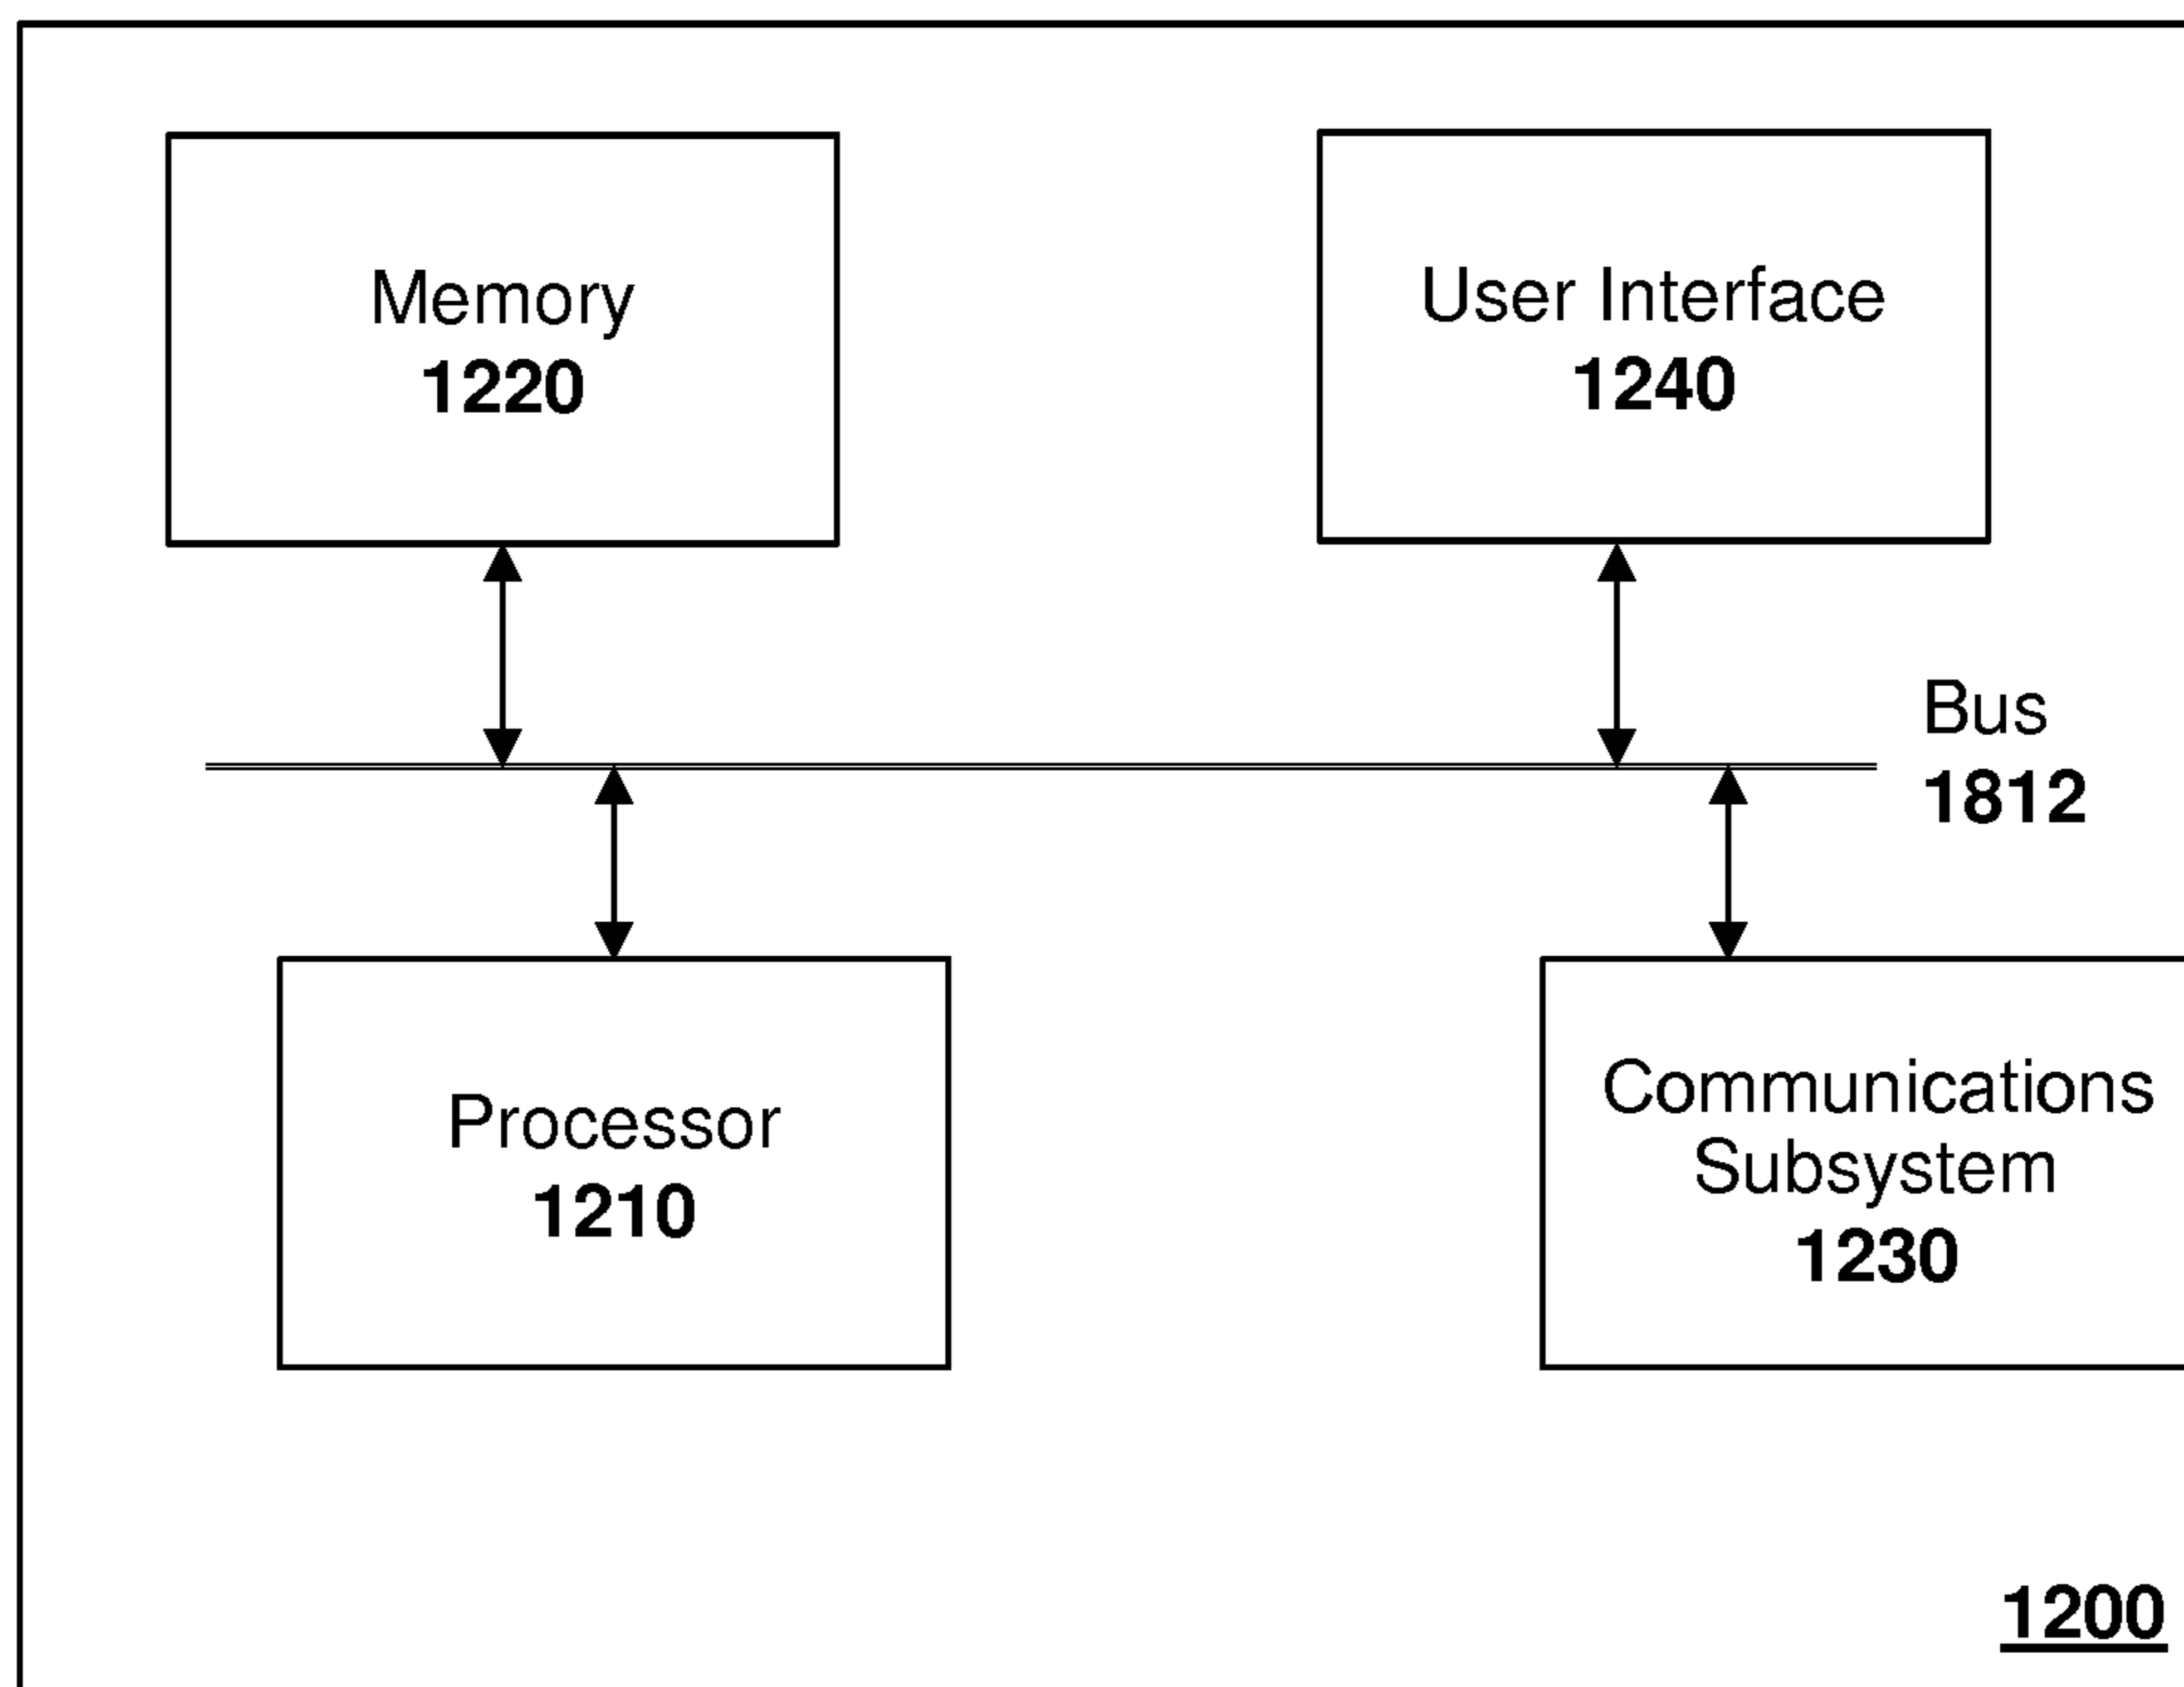 Memory
1220
User Interface
1240
Bus
1812
Processor
1210
Communications
Subsystem
1230
1200